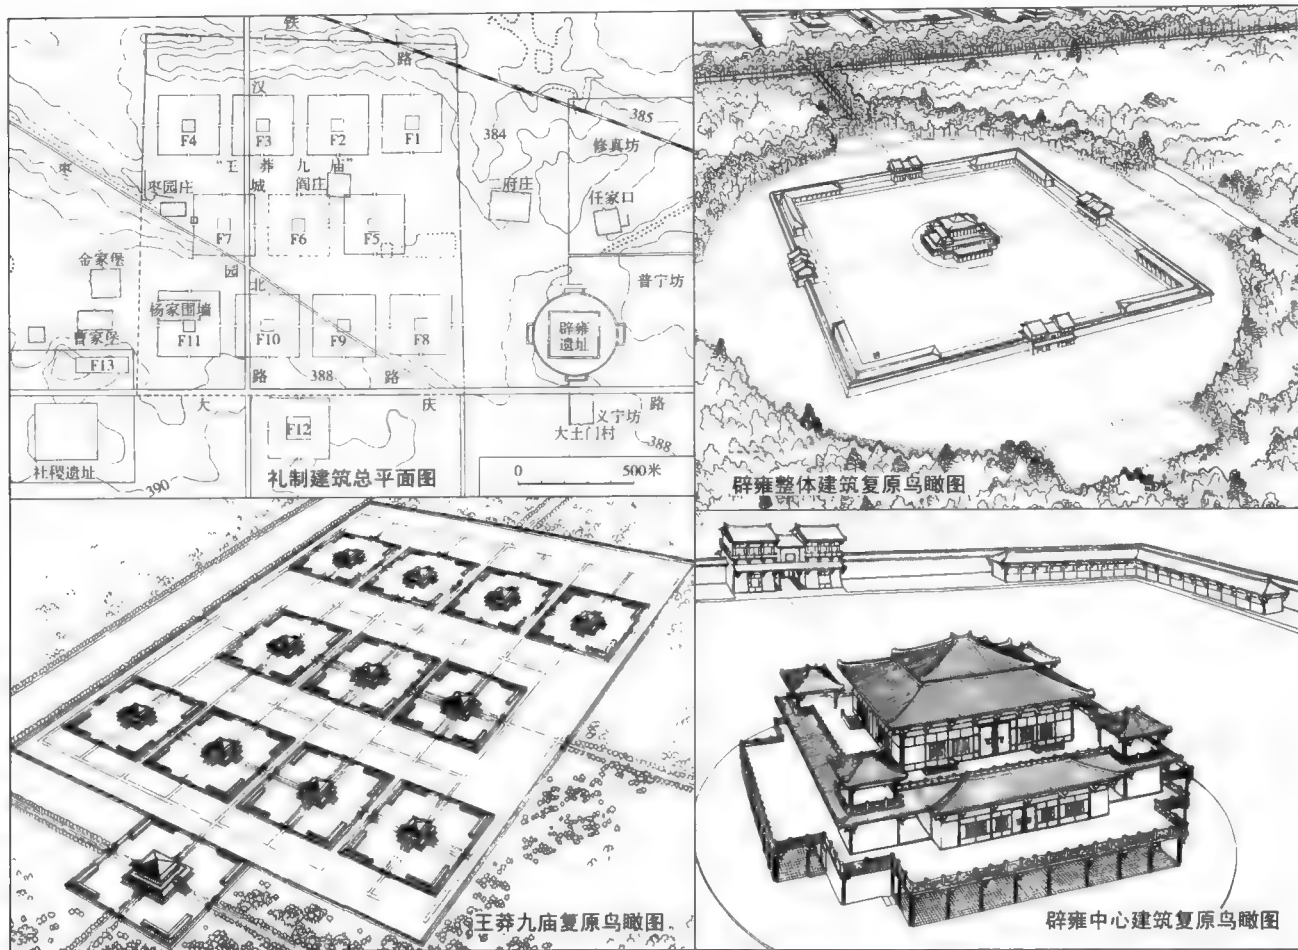 铁
路
汉
385
F4
F3
F2
F1
384
修真坊
“王莽九庙”
枣
城
阎庄
枣园庄
府庄
任家口
F7
F6
F5
金家堡
园
普宁坊
北
杨家围墙
辟雍
遗址
曹家堡
F11
F10
F9
F8
F13
路
388
路
大
庆
义宁坊
路
F12
大土门村
388
社稷遗址
390
礼制建筑总平面图
0
500米
辟雍整体建筑复原鸟瞰图
王莽九庙复原鸟瞰图
辟雍中心建筑复原鸟瞰图